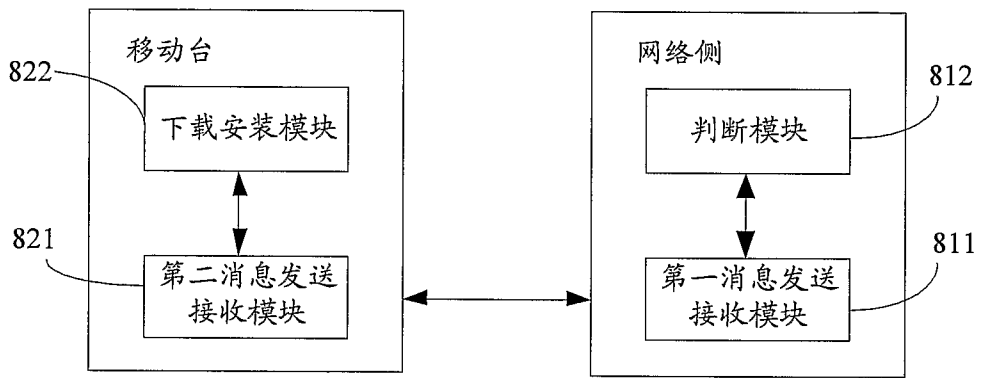 移动台
822
下载安装模块
821
第二消息发送
接收模块
网络侧
812
判断模块
811
第一消息发送
接收模块